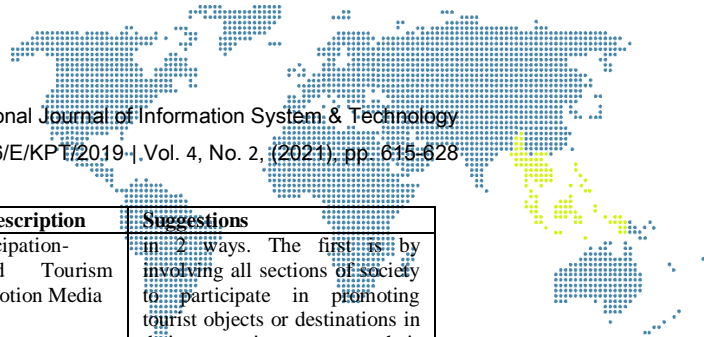 onal Journal of Information System & Technology
6/E/KPT/2019 | Vol. 4, No. 2, (2021), pp. 615-628
escription Suggestions
cipation- in 2 ways. The first is by
d Tourism involving all sections of society
otion Media to participate in promoting
tourist objects or destinations in